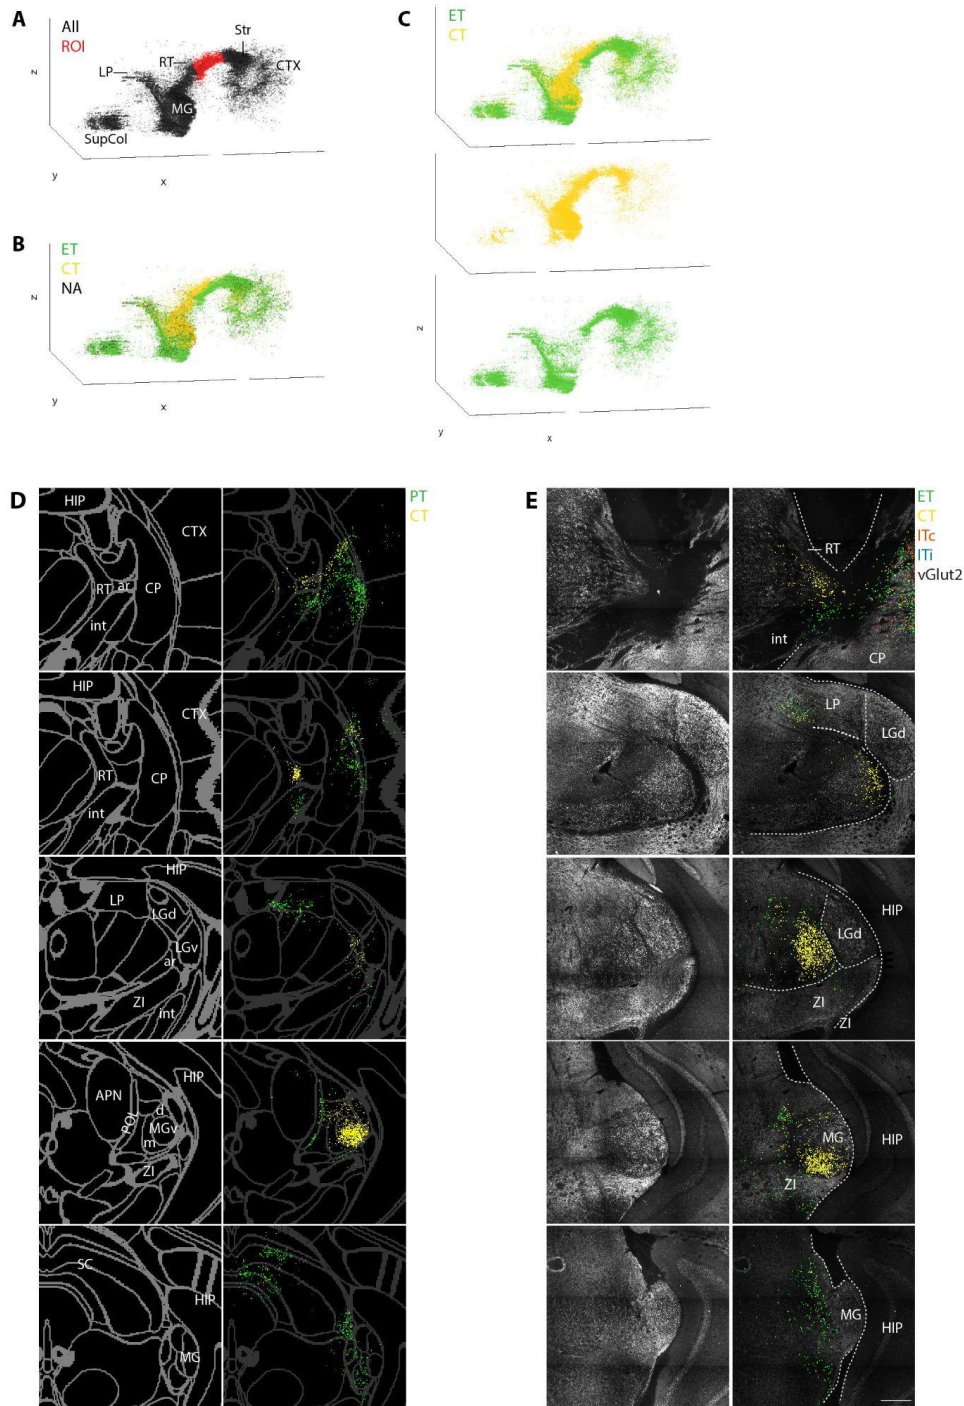 A
All
ROI
Str
RT
CTX
LP
MG
SupCol
z
y
x
B
ET
CT
NA
z
y
x
C
ET
CT
z
y
x
D
HIP
CTX
RT
ar
CP
int
PT
CT
HIP
CTX
RT
CP
int
HIP
LP
LGd
LGv
ar
ZI
int
APN
HIP
POL
d
MGv
m
ZI
SC
HIP
MG
E
RT
int
CP
ET
CT
ITc
ITi
vGlut2
LP
LGd
HIP
LGd
E
ZI
ZI
MG
HIP
ZI
MG
HIP